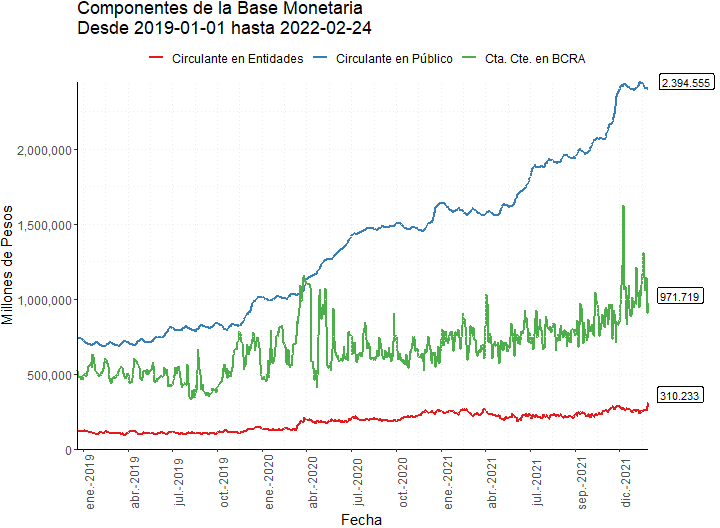 Componentes de la Base Monetaria
Desde 2019-01-01 hasta 2022-02-24
Circulante en Entidades Circulante en Público Cta. Cte. en BCRA
Millones de Pesos
2,000,000
1,500,000
1,000,000
500,000
0
2.394.555
971.719
310.233
ene.-2019 abr.-2019 jul.-2019 oct.-2019 ene.-2020 abr.-2020 jul.-2020 oct.-2020 ene.-2021 abr.-2021 jul.-2021 sep.-2021 dic.-2021
Fecha